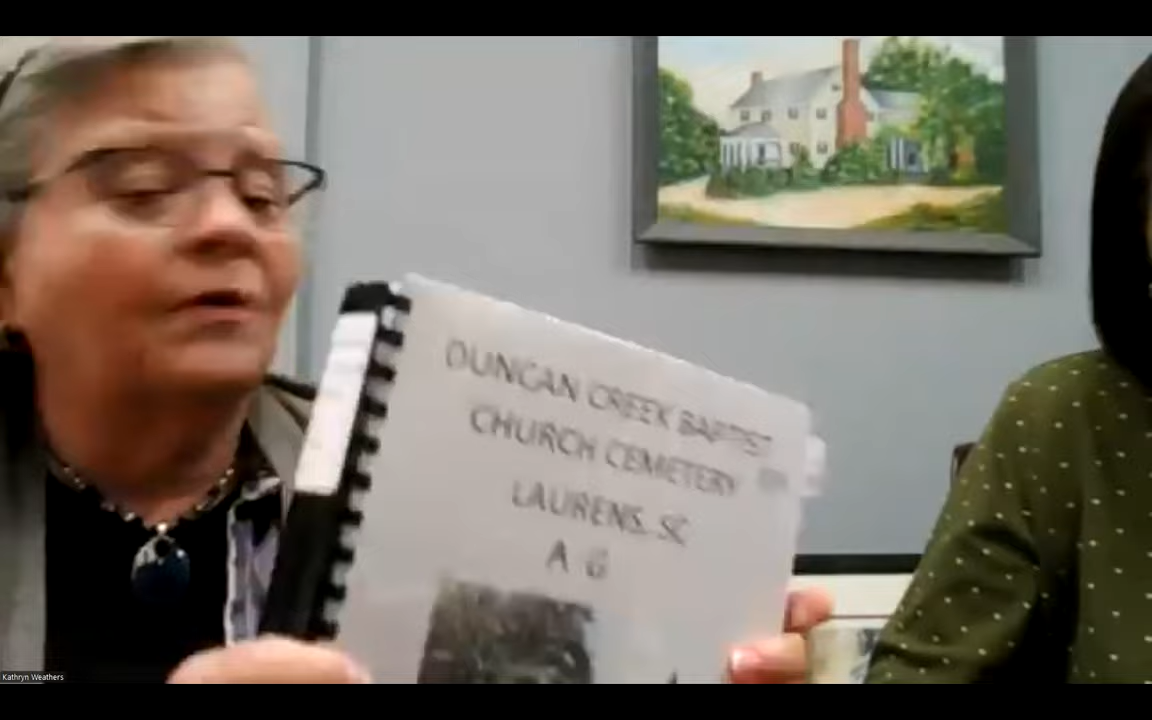 DUNCAN CREEK BAPTIST
CHURCH CEMETERY
LAURENS, SC
A G
Kathryn Weathers